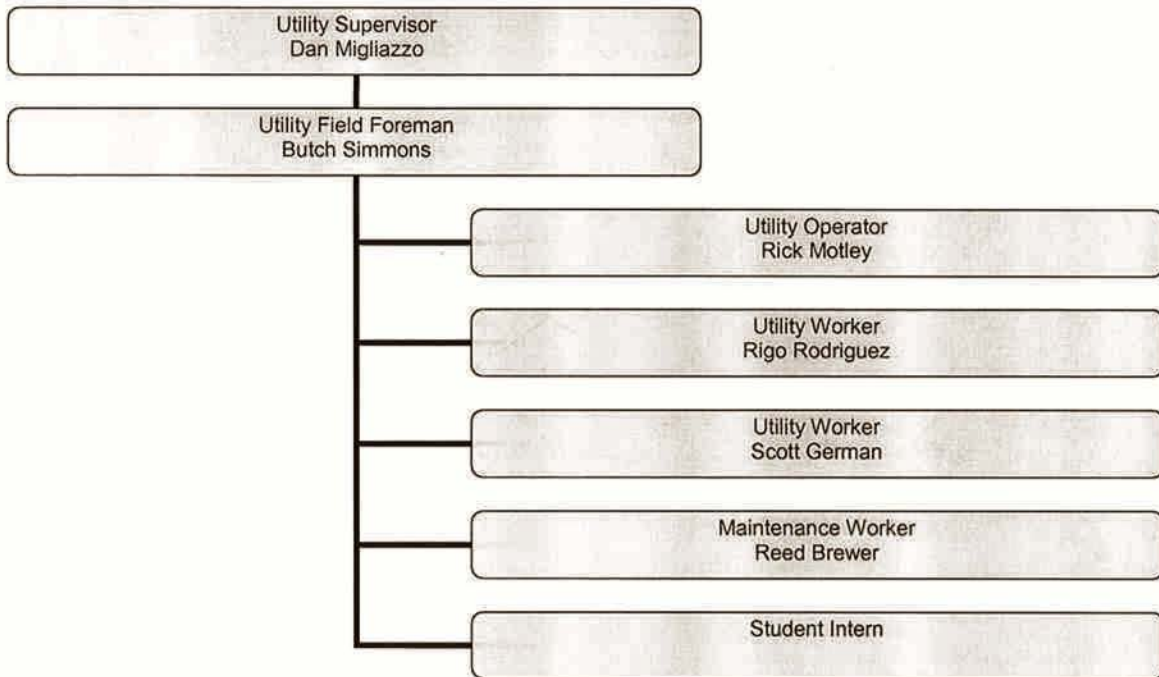 Utility Supervisor
Dan Migliazzo
Utility Field Foreman
Butch Simmons
Utility Operator
Rick Motley
Utility Worker
Rigo Rodriguez
Utility Worker
Scott German
Maintenance Worker
Reed Brewer
Student Intern